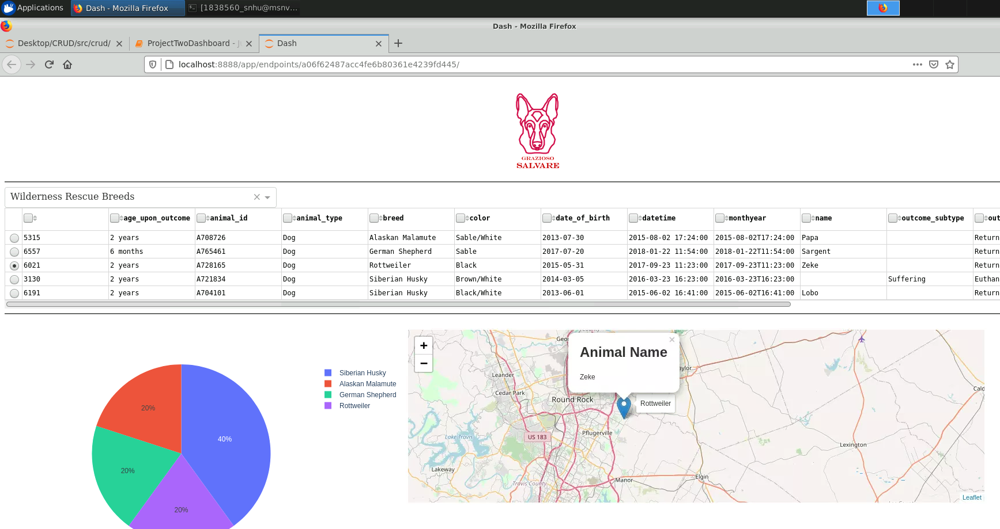 Applications
Dash - Mozilla Firefox
[1838560_snhu@msnv...
Dash - Mozilla Firefox
Desktop/CRUD/src/crud/
ProjectTwoDashboard - J
Dash
localhost:8888/app/endpoints/a06f62487acc4fe6b80361e4239fd445/
GRAZIOSO
SALVARE
Wilderness Rescue Breeds
age_upon_outcome animal_id animal_type breed color date_of_birth datetime monthyear name outcome_subtype out
5315 2 years A708726 Dog Alaskan Malamute Sable/White 2013-07-30 2015-08-02 17:24:00 2015-08-02T17:24:00 Papa Return
6557 6 months A765461 Dog German Shepherd Sable 2017-07-20 2018-01-22 11:54:00 2018-01-22T11:54:00 Sargent Return
6021 2 years A728165 Dog Rottweiler Black 2015-05-31 2017-09-23 11:23:00 2017-09-23T11:23:00 Zeke Return
3130 2 years A721834 Dog Siberian Husky Brown/White 2014-03-05 2016-03-23 16:23:00 2016-03-23T16:23:00 Suffering Euthan
6191 2 years A704101 Dog Siberian Husky Black/White 2013-06-01 2015-06-02 16:41:00 2015-06-02T16:41:00 Lobo Return
40%
20%
20%
20%
Siberian Husky
Alaskan Malamute
German Shepherd
Rottweiler
+
−
Animal Name
Zeke
Rottweiler
Geo
aylor
Leander
Cedar Park
Round Rock
Cald
Pflugerville
Lake Travis
US 183
Lexington
Lakeway
Travis County
Manor
Elgin
Leaflet